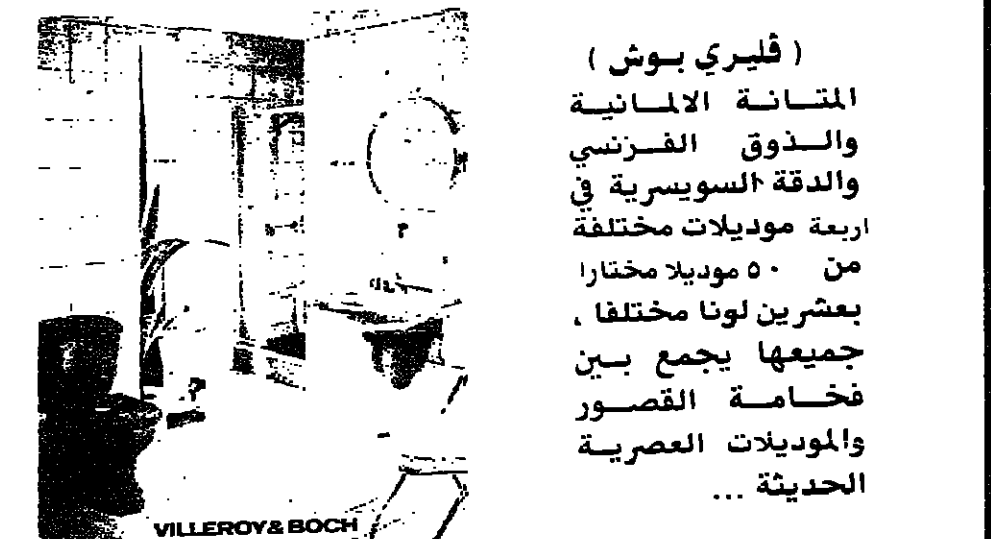 ( ڤليري بوش )
المتانة الالمانية
والذوق الفرنسي
والدقة السويسرية في
اربعة موديلات مختلفة
من ٥٠ موديلا مختارا
بعشرين لونا مختلفا ،
جميعها يجمع بين
فخامة القصور
والموديلات العصرية
الحديثة ...
VILLEROY & BOCH